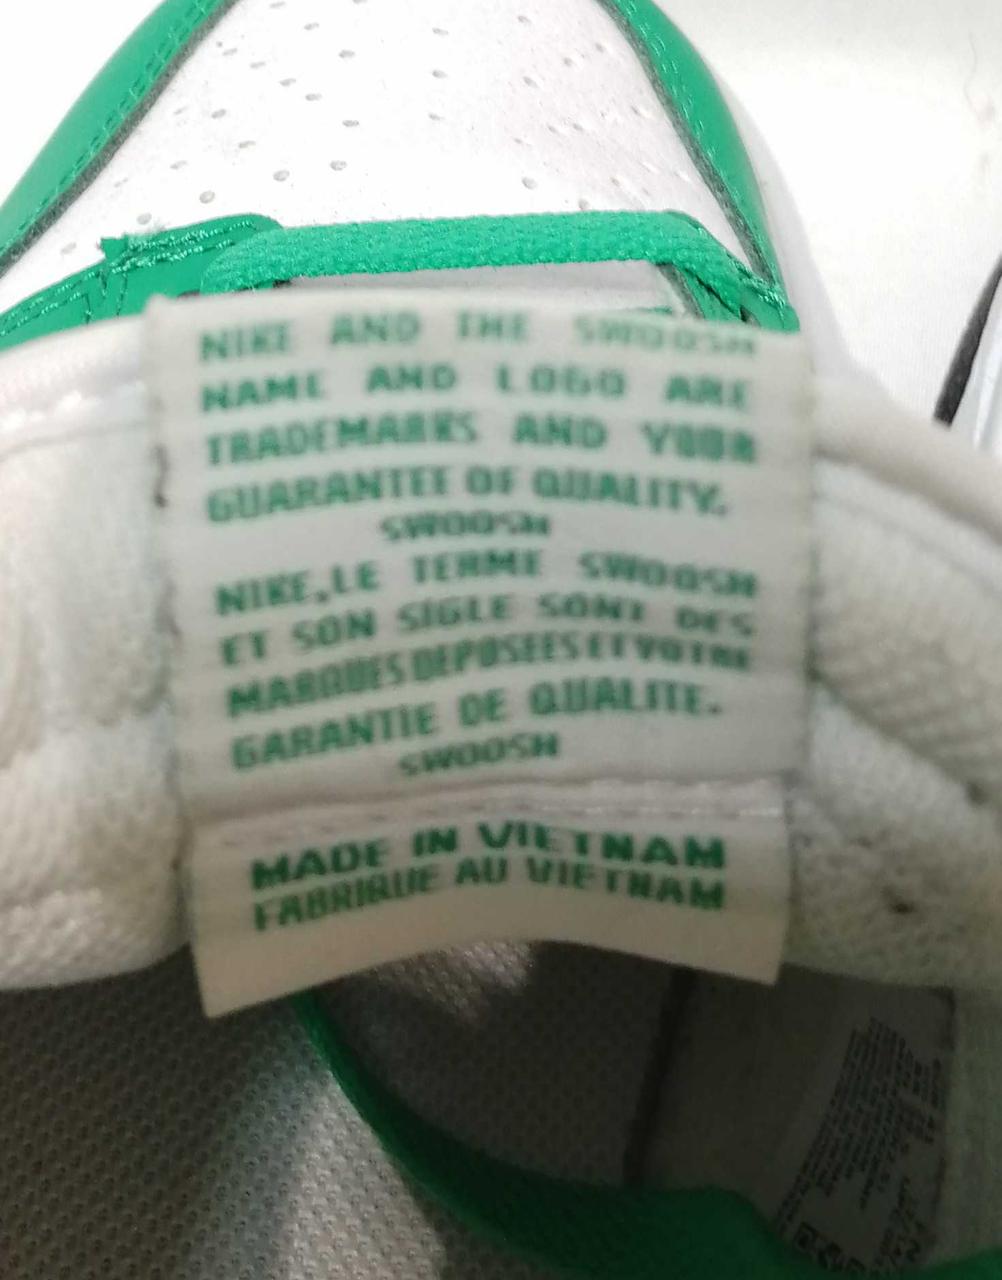 NIKE AND THE SWOOSH
NAME AND LOGO ARE
TRADEMARKS AND YOUR
GUARANTEE OF QUALITY.
SWOOSH
NIKE,LE TERME SWOOSH
ET SON SIGLE SONT DES
MARQUES DEPOSEES ET VOTRE
GARANTIE DE QUALITE.
SWOOSH
MADE IN VIETNAM
FABRIQUE AU VIETNAM